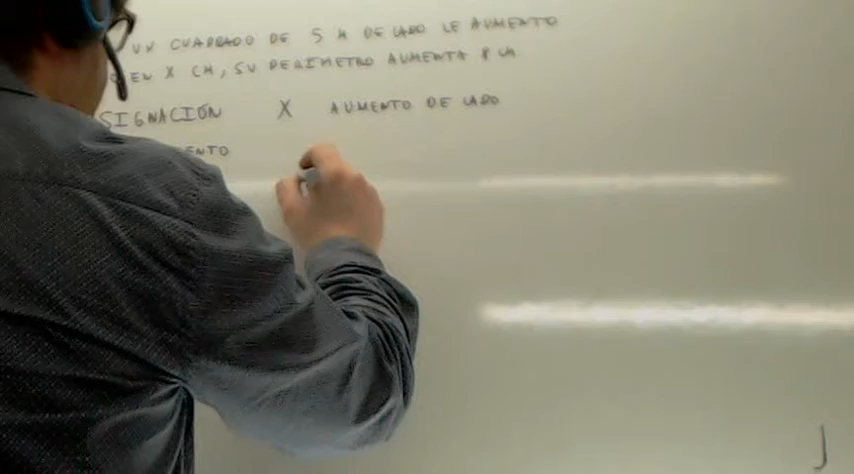 UN CUADRADO DE 5 M DE LADO LE AUMENTO
EN X CM, SU PERIMETRO AUMENTA 8 CM
SIGNACIÓN X AUMENTO DE LADO
ENTO